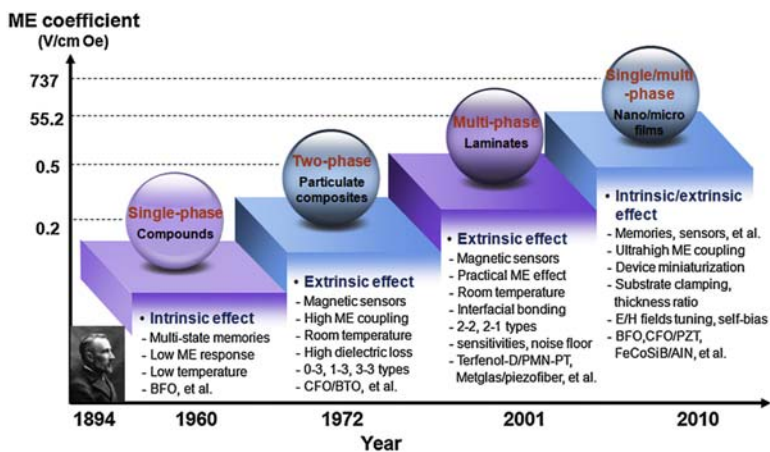 ME coefficient
(V/cm Oe)
737
55.2
0.5
0.2
Single-phase
Compounds
• Intrinsic effect
- Multi-state memories
- Low ME response
- Low temperature
- BFO, et al.
Two-phase
Particulate
composites
• Extrinsic effect
- Magnetic sensors
- High ME coupling
- Room temperature
- High dielectric loss
- 0-3, 1-3, 3-3 types
- CFO/BTO, et al.
Multi-phase
Laminates
• Extrinsic effect
- Magnetic sensors
- Practical ME effect
- Room temperature
- Interfacial bonding
- 2-2, 2-1 types
- sensitivities, noise floor
- Terfenol-D/PMN-PT,
Metglas/piezofiber, et al.
Single/multi
-phase
Nano/micro
films
• Intrinsic/extrinsic
effect
- Memories, sensors, et al.
- Ultrahigh ME coupling
- Device miniaturization
- Substrate clamping,
thickness ratio
- E/H fields tuning, self-bias
- BFO,CFO/PZT,
FeCoSiB/AlN, et al.
1894
1960
1972
2001
2010
Year